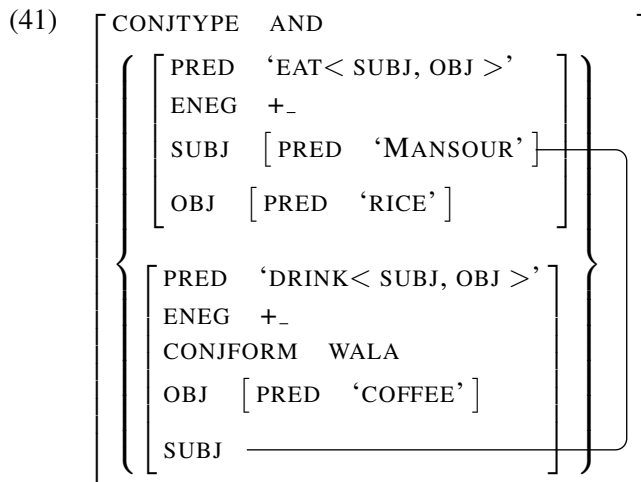 (41) CONJTYPE AND
PRED ‘EAT< SUBJ, OBJ >’
ENEG +_
SUBJ [ PRED ‘MANSOUR’ ]
OBJ [ PRED ‘RICE’ ]
PRED ‘DRINK< SUBJ, OBJ >’
ENEG +_
CONJFORM WALA
OBJ [ PRED ‘COFFEE’ ]
SUBJ